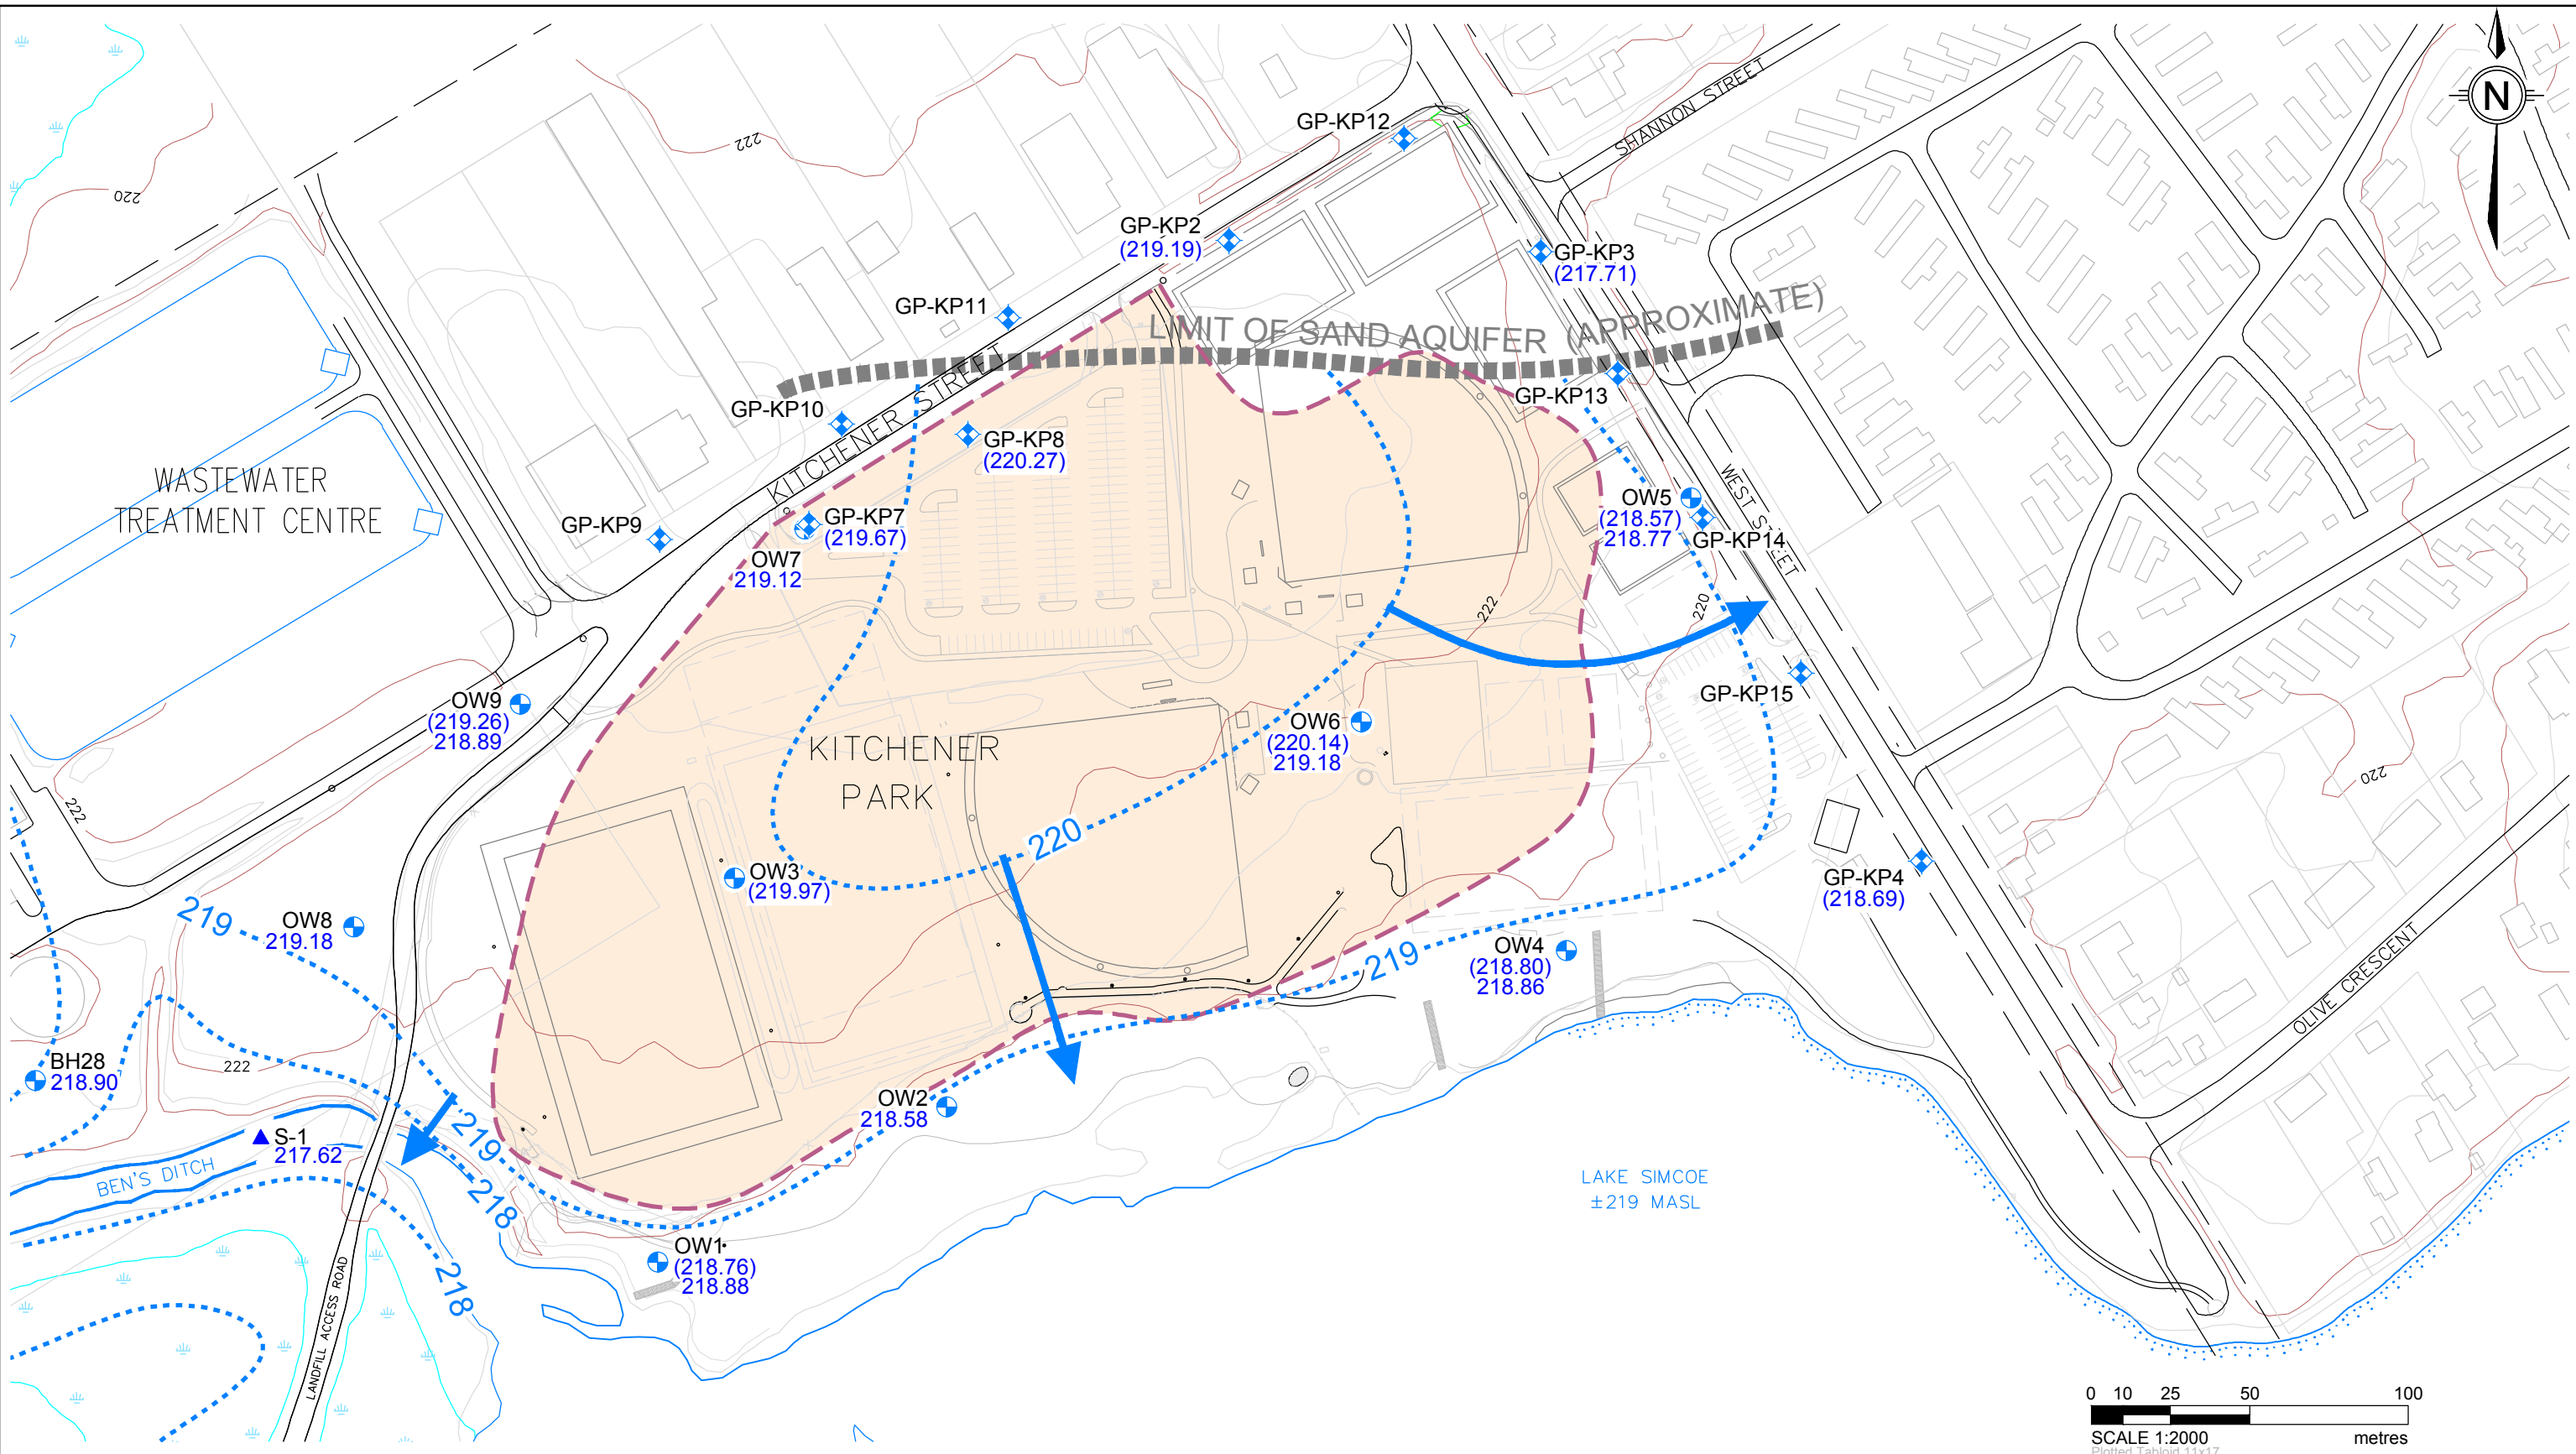 N
SHANNON STREET
GP-KP12
222
220
GP-KP2
(219.19)
GP-KP3
(217.71)
GP-KP11
LIMIT OF SAND AQUIFER (APPROXIMATE)
GP-KP10
KITCHENER STREET
GP-KP13
GP-KP8
(220.27)
WASTEWATER
TREATMENT CENTRE
GP-KP9
GP-KP7
(219.67)
OW7
219.12
OW5
(218.57)
218.77
GP-KP14
WEST STREET
222
220
GP-KP15
OW9
(219.26)
218.89
KITCHENER
PARK
OW6
(220.14)
219.18
220
222
220
OW3
(219.97)
GP-KP4
(218.69)
219
OW8
219.18
219
OW4
(218.80)
218.86
OLIVE CRESCENT
222
BH28
218.90
OW2
218.58
S-1
217.62
BEN'S DITCH
219
218
LAKE SIMCOE
±219 MASL
OW1
(218.76)
218.88
218
LANDFILL ACCESS ROAD
0 10 25 50 100
SCALE 1:2000 metres
Plotted Tabloid 11x17